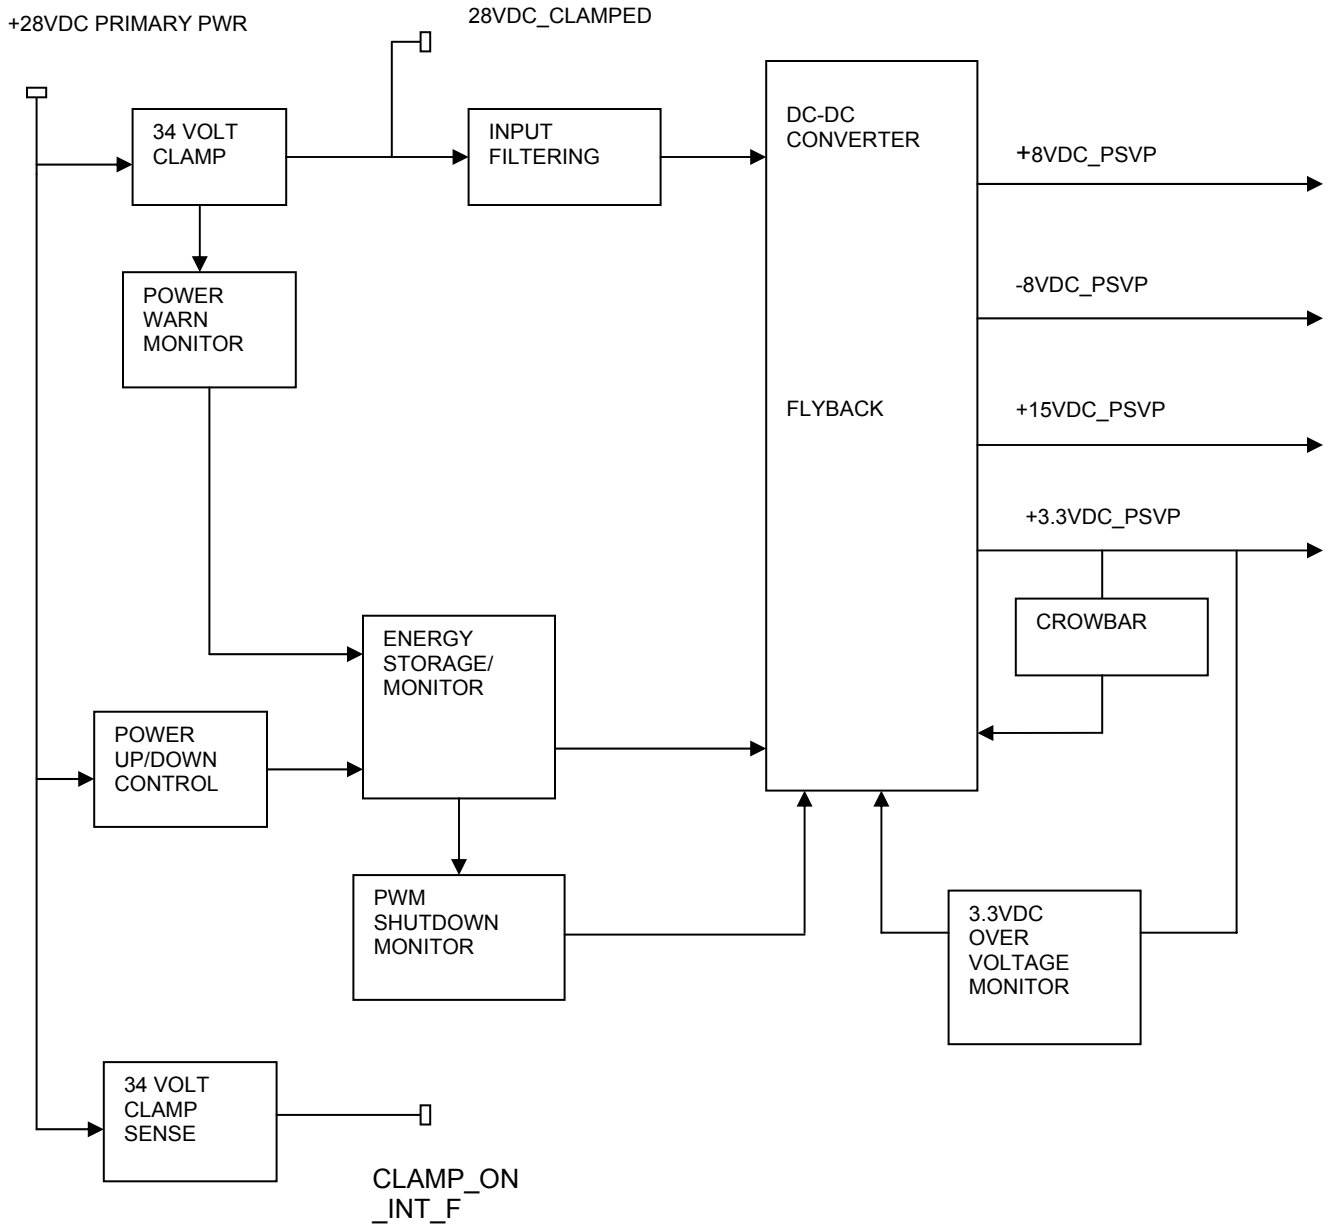 +28VDC PRIMARY PWR
28VDC_CLAMPED
34 VOLT
CLAMP
INPUT
FILTERING
DC-DC
CONVERTER
FLYBACK
+8VDC_PSVP
-8VDC_PSVP
+15VDC_PSVP
+3.3VDC_PSVP
POWER
WARN
MONITOR
CROWBAR
ENERGY
STORAGE/
MONITOR
POWER
UP/DOWN
CONTROL
PWM
SHUTDOWN
MONITOR
3.3VDC
OVER
VOLTAGE
MONITOR
34 VOLT
CLAMP
SENSE
CLAMP_ON
_INT_F